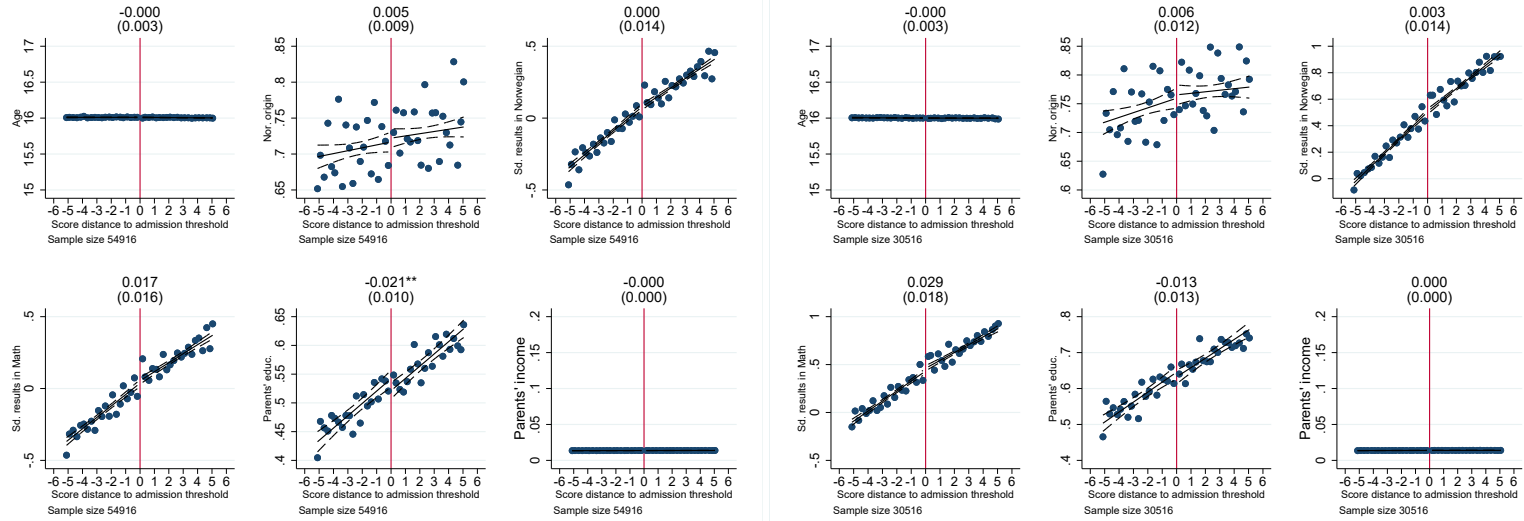 -0.000
(0.003)
Age
17
16.5
16
15.5
15
-6 -5 -4 -3 -2 -1 0 1 2 3 4 5 6
Score distance to admission threshold
Sample size 54916
0.005
(0.009)
Nor. origin
.85
.8
.75
.7
.65
-6 -5 -4 -3 -2 -1 0 1 2 3 4 5 6
Score distance to admission threshold
Sample size 54916
0.000
(0.014)
Sd. results in Norwegian
.5
0
-.5
-6 -5 -4 -3 -2 -1 0 1 2 3 4 5 6
Score distance to admission threshold
Sample size 54916
-0.000
(0.003)
Age
17
16.5
16
15.5
15
-6 -5 -4 -3 -2 -1 0 1 2 3 4 5 6
Score distance to admission threshold
Sample size 30516
0.006
(0.012)
Nor. origin
.85
.8
.75
.7
.65
.6
-6 -5 -4 -3 -2 -1 0 1 2 3 4 5 6
Score distance to admission threshold
Sample size 30516
0.003
(0.014)
Sd. results in Norwegian
1
.8
.6
.4
.2
0
-6 -5 -4 -3 -2 -1 0 1 2 3 4 5 6
Score distance to admission threshold
Sample size 30516
0.017
(0.016)
Sd. results in Math
.5
0
-.5
-6 -5 -4 -3 -2 -1 0 1 2 3 4 5 6
Score distance to admission threshold
Sample size 54916
-0.021**
(0.010)
Parents' educ.
.65
.6
.55
.5
.45
.4
-6 -5 -4 -3 -2 -1 0 1 2 3 4 5 6
Score distance to admission threshold
Sample size 54916
-0.000
(0.000)
Parents' income
.2
.15
.1
.05
0
-6 -5 -4 -3 -2 -1 0 1 2 3 4 5 6
Score distance to admission threshold
Sample size 54916
0.029
(0.018)
Sd. results in Math
1
.5
0
-.5
-6 -5 -4 -3 -2 -1 0 1 2 3 4 5 6
Score distance to admission threshold
Sample size 30516
-0.013
(0.013)
Parents' educ.
.8
.7
.6
.5
.4
-6 -5 -4 -3 -2 -1 0 1 2 3 4 5 6
Score distance to admission threshold
Sample size 30516
0.000
(0.000)
Parents' income
.2
.15
.1
.05
0
-6 -5 -4 -3 -2 -1 0 1 2 3 4 5 6
Score distance to admission threshold
Sample size 30516